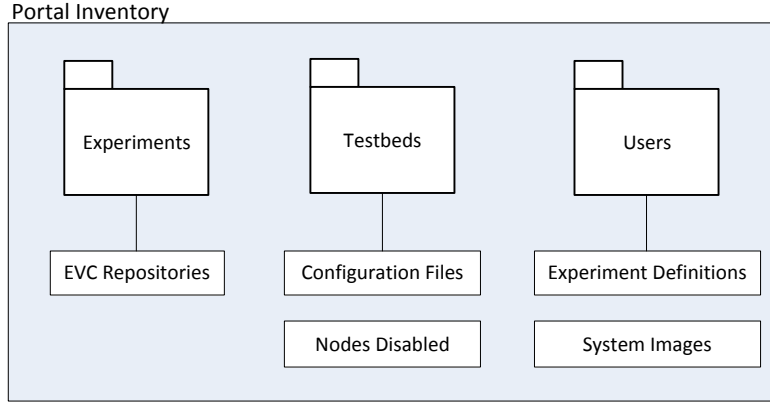 Portal Inventory
Experiments
Testbeds
Users
EVC Repositories
Configuration Files
Experiment Definitions
Nodes Disabled
System Images